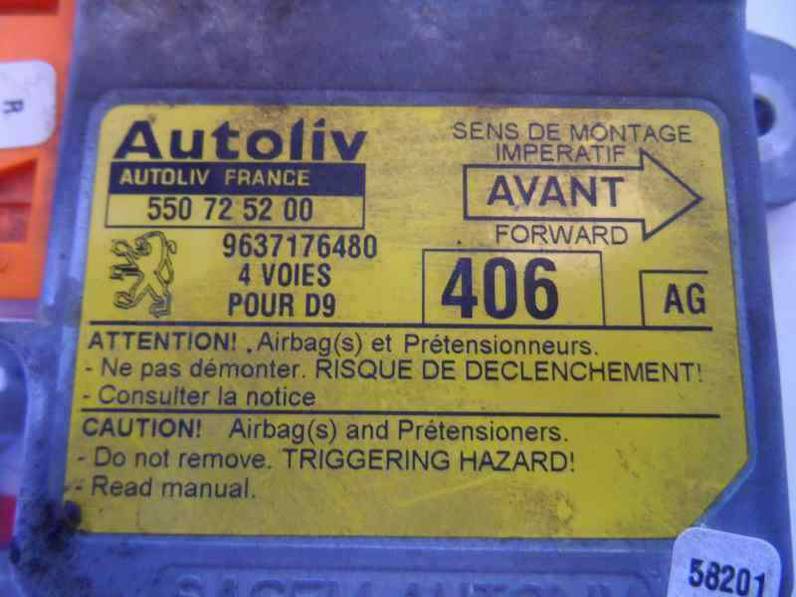 R
Autoliv
AUTOLIV FRANCE
550 72 52 00
SENS DE MONTAGE
IMPERATIF
AVANT
FORWARD
9637176480
4 VOIES
POUR D9
406
AG
ATTENTION! Airbag(s) et Prétensionneurs.
- Ne pas démonter. RISQUE DE DECLENCHEMENT!
- Consulter la notice
CAUTION! Airbag(s) and Prétensioners.
- Do not remove. TRIGGERING HAZARD!
- Read manual.
58201